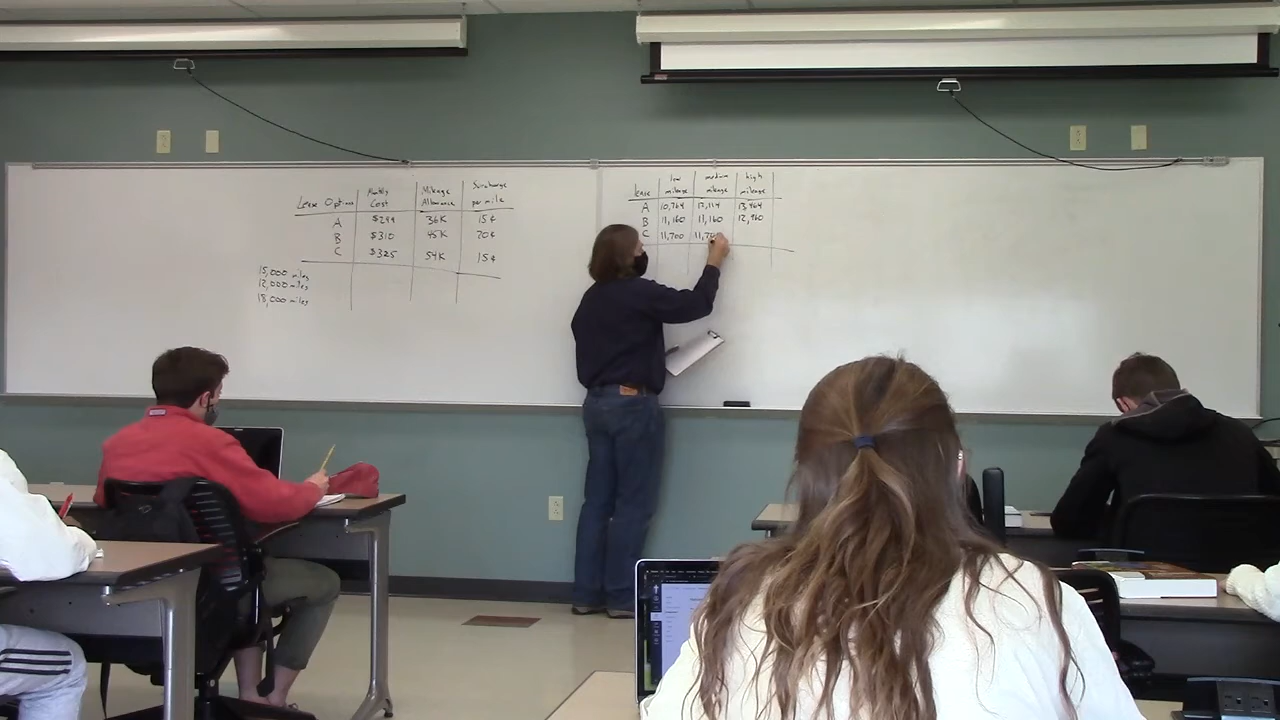 Lease Options Monthly Cost Mileage Allowance Surcharge per mile
A $299 36K 15¢
B $310 45K 20¢
C $325 54K 15¢
15,000 miles
12,000 miles
18,000 miles
lease low mileage medium mileage high mileage
A 10,764 12,114 13,464
B 11,160 11,160 12,960
C 11,700 11,70